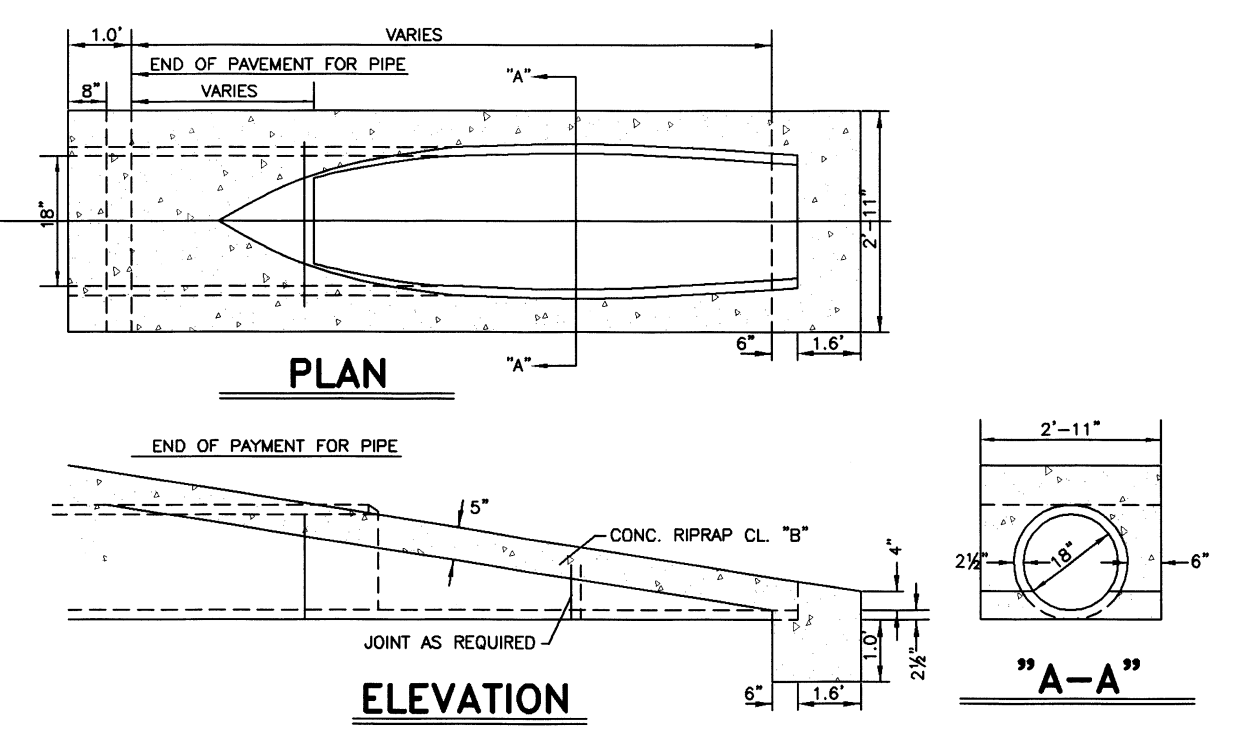 1.0'
VARIES
END OF PAVEMENT FOR PIPE
"A"
8"
VARIES
18"
2'-11"
6"
1.6'
"A"
PLAN
END OF PAYMENT FOR PIPE
2'-11"
5"
CONC. RIPRAP CL. "B"
4"
2½"
18"
6"
JOINT AS REQUIRED
1.0'
2½"
6"
1.6'
ELEVATION
"A-A"